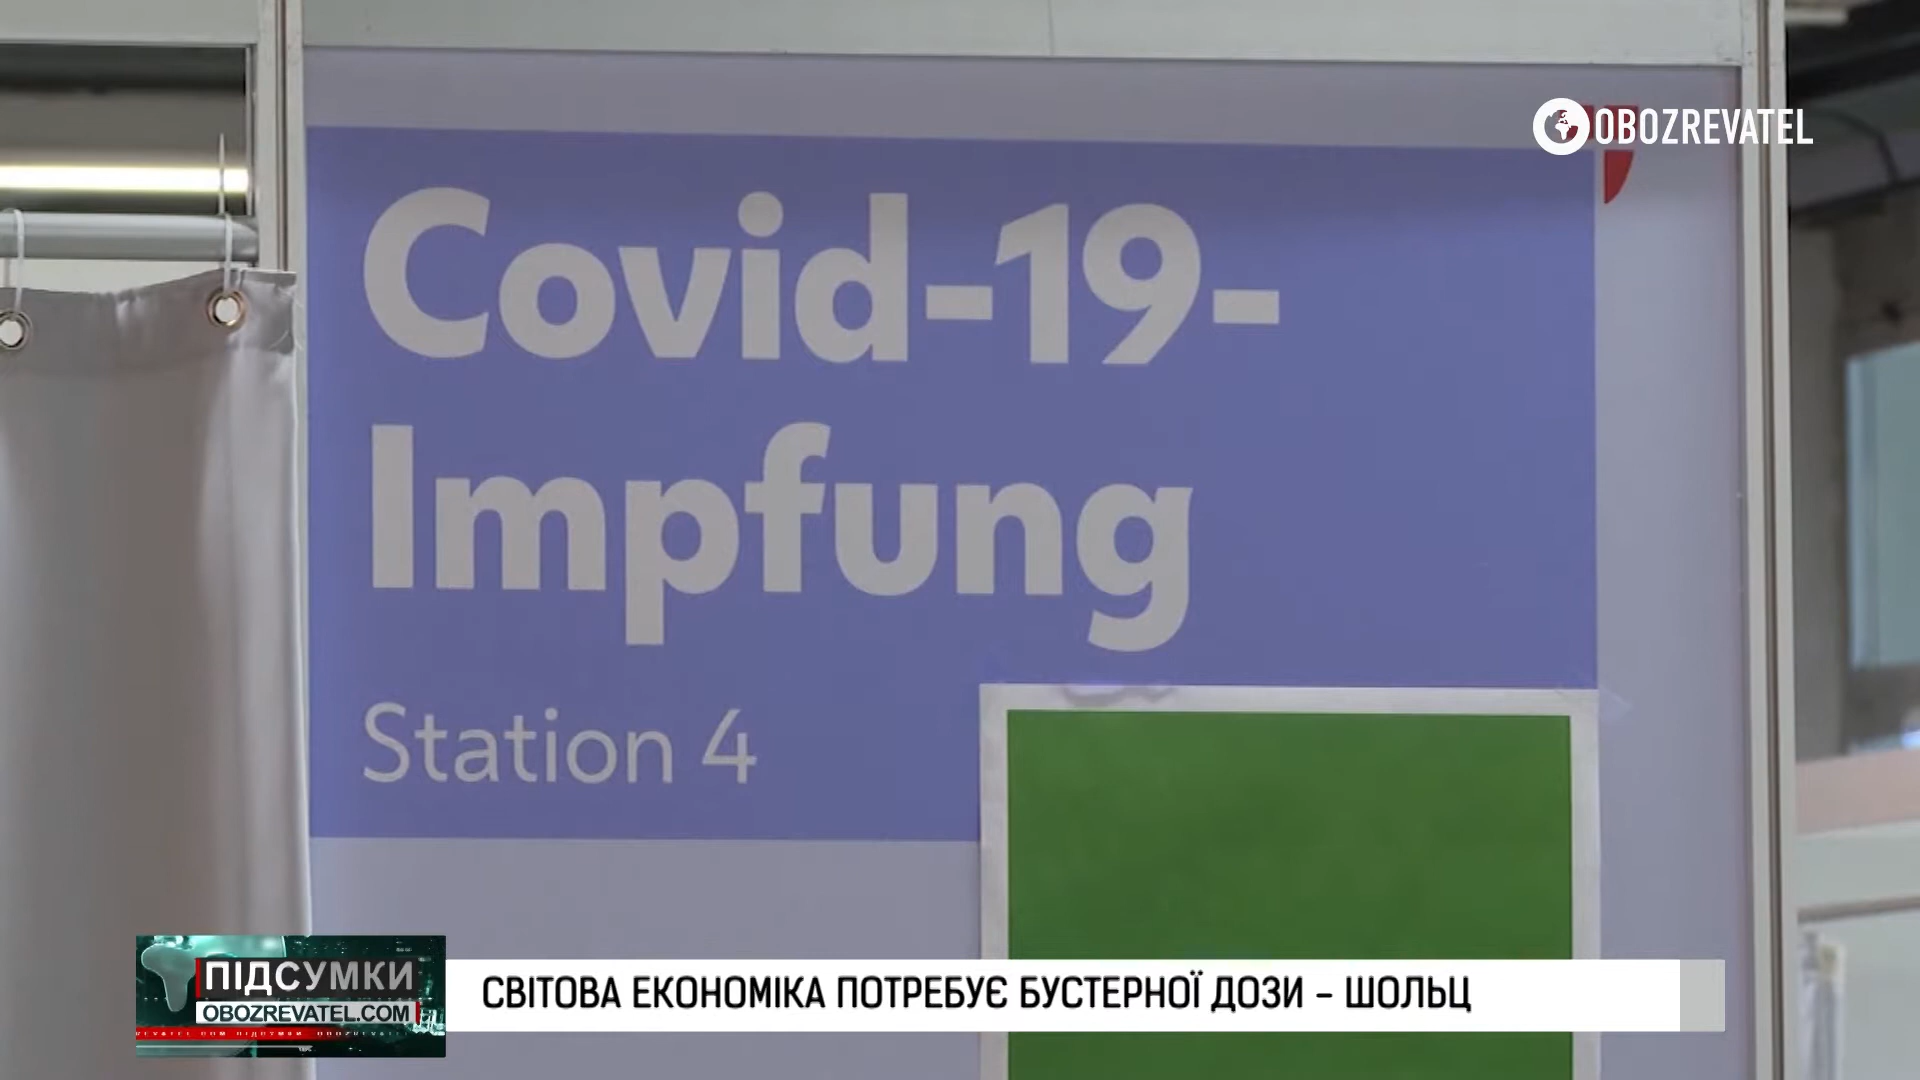 OBOZREVATEL
Covid-19-
Impfung
Station 4
ПІДСУМКИ
OBOZREVATEL.COM
СВІТОВА ЕКОНОМІКА ПОТРЕБУЄ БУСТЕРНОЇ ДОЗИ – ШОЛЬЦ